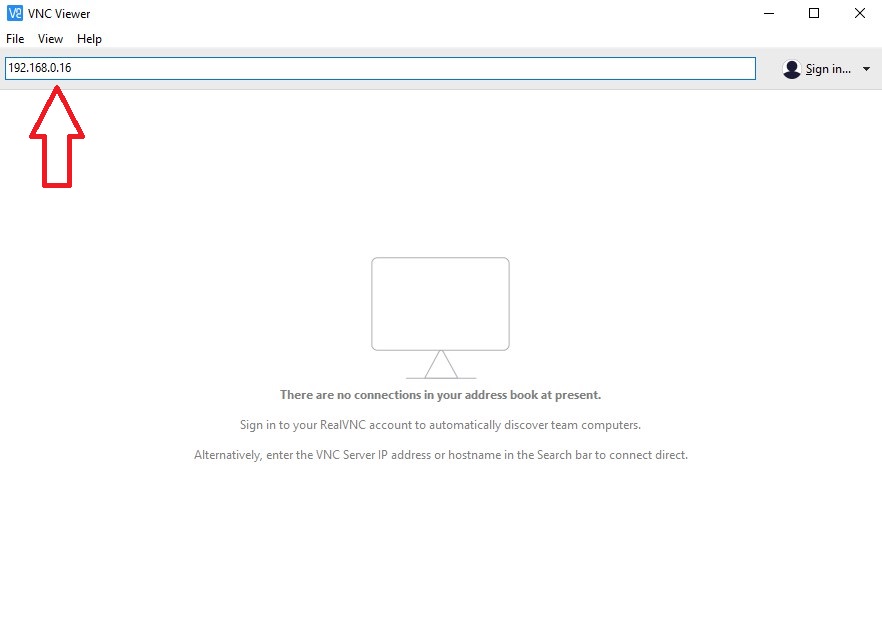 VNC Viewer
File View Help
192.168.0.16
Sign in...
There are no connections in your address book at present.
Sign in to your RealVNC account to automatically discover team computers.
Alternatively, enter the VNC Server IP address or hostname in the Search bar to connect direct.